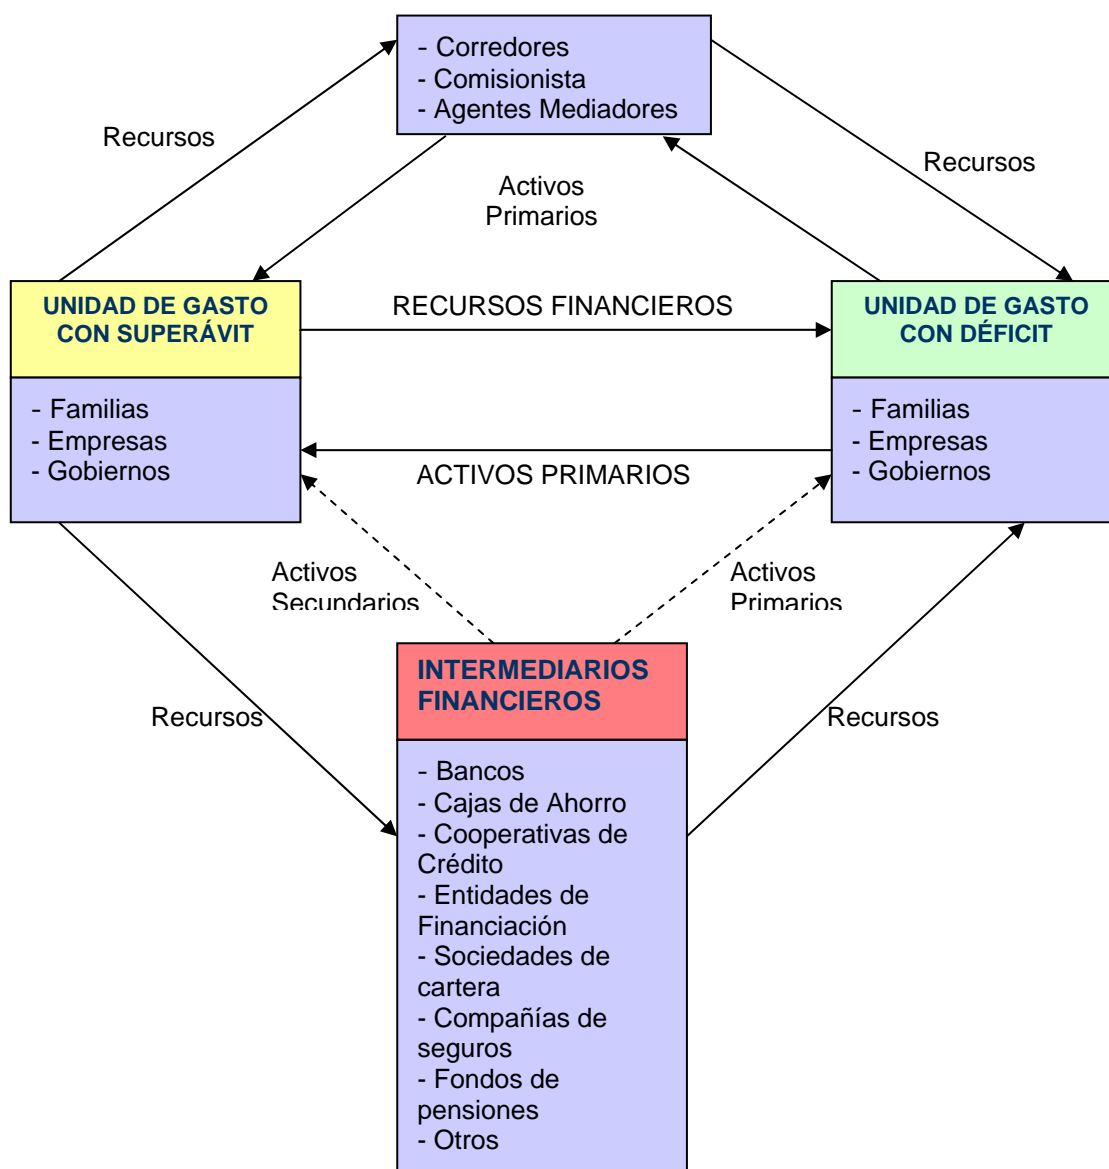 - Corredores
- Comisionista
- Agentes Mediadores
Recursos
Recursos
Activos
Primarios
UNIDAD DE GASTO
CON SUPERÁVIT
RECURSOS FINANCIEROS
UNIDAD DE GASTO
CON DÉFICIT
- Familias
- Empresas
- Gobiernos
- Familias
- Empresas
- Gobiernos
ACTIVOS PRIMARIOS
Activos
Secundarios
Activos
Primarios
INTERMEDIARIOS
FINANCIEROS
Recursos
Recursos
- Bancos
- Cajas de Ahorro
- Cooperativas de
Crédito
- Entidades de
Financiación
- Sociedades de
cartera
- Compañías de
seguros
- Fondos de
pensiones
- Otros